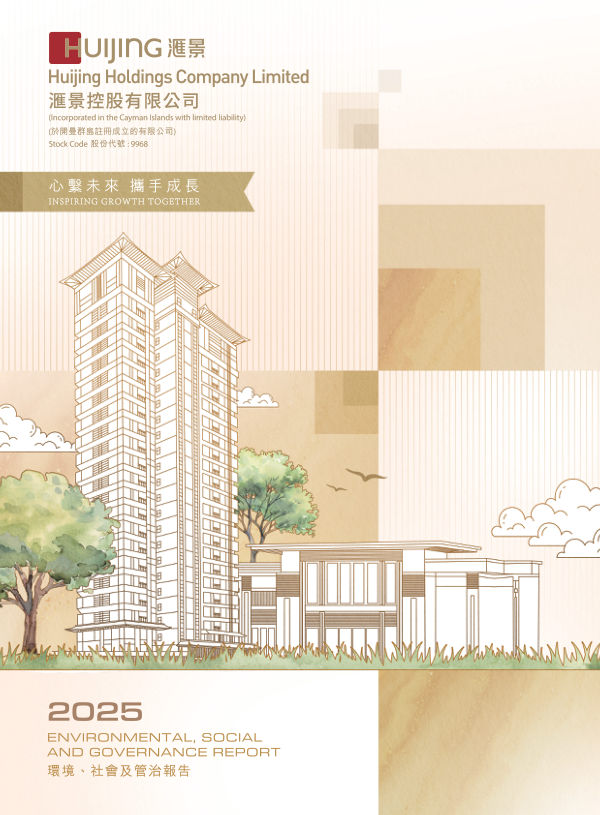 HUIJING 滙景
Huijing Holdings Company Limited
滙景控股有限公司
(Incorporated in the Cayman Islands with limited liability)
(於開曼群島註冊成立的有限公司)
Stock Code 股份代號 : 9968
心繫未來 攜手成長
INSPIRING GROWTH TOGETHER
2025
ENVIRONMENTAL, SOCIAL
AND GOVERNANCE REPORT
環境、社會及管治報告